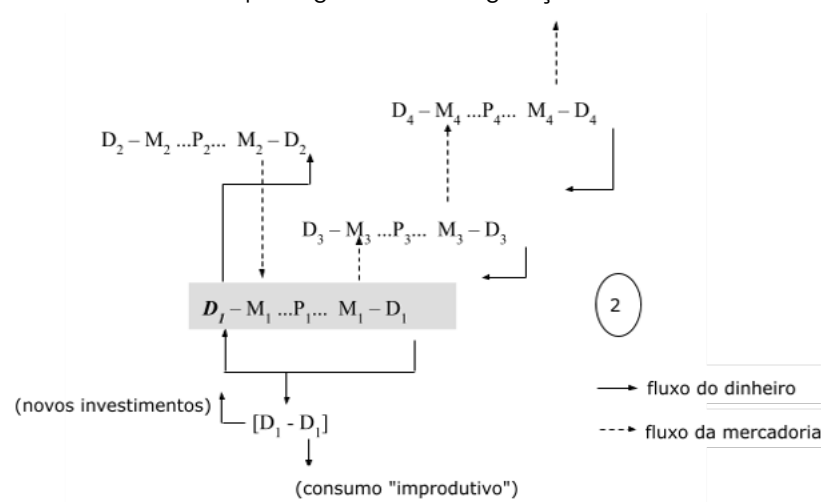 D₄ – M₄ ...P₄... M₄ – D₄
D₂ – M₂ ...P₂... M₂ – D₂
D₃ – M₃ ...P₃... M₃ – D₃
D₁ – M₁ ...P₁... M₁ – D₁
2
fluxo do dinheiro
(novos investimentos)
[D₁ - D₁]
fluxo da mercadoria
(consumo "improdutivo")